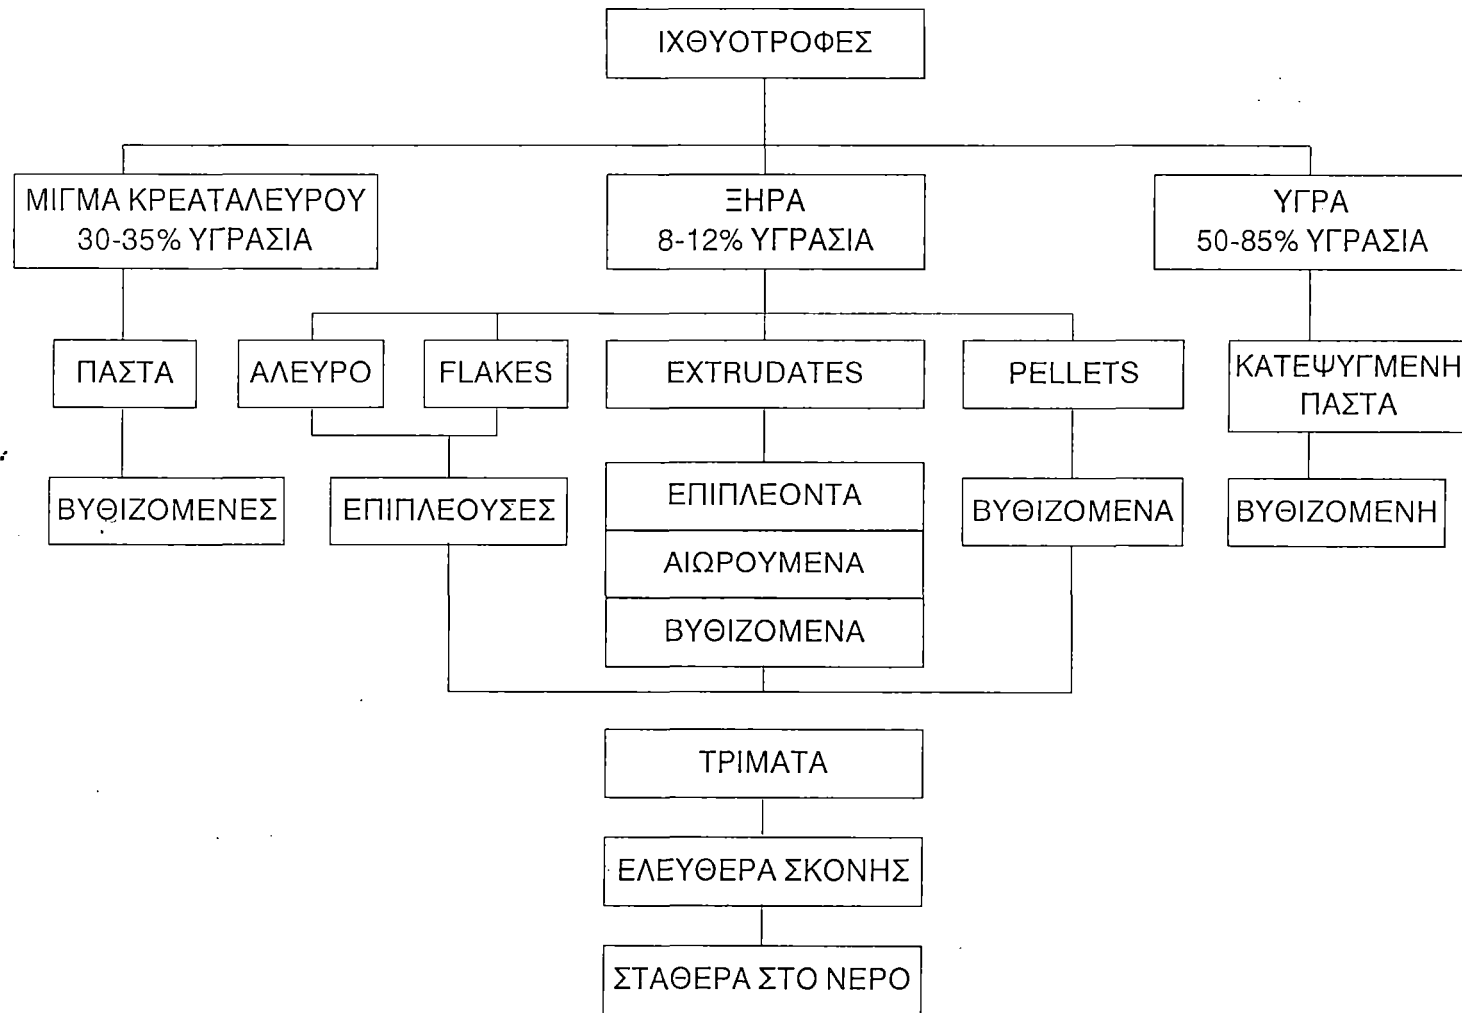 ΙΧΘΥΟΤΡΟΦΕΣ
ΜΙΓΜΑ ΚΡΕΑΤΑΛΕΥΡΟΥ
30-35% ΥΓΡΑΣΙΑ
ΞΗΡΑ
8-12% ΥΓΡΑΣΙΑ
ΥΓΡΑ
50-85% ΥΓΡΑΣΙΑ
ΠΑΣΤΑ
ΑΛΕΥΡΟ
FLAKES
EXTRUDATES
PELLETS
ΚΑΤΕΨΥΓΜΕΝΗ
ΠΑΣΤΑ
ΒΥΘΙΖΟΜΕΝΕΣ
ΕΠΙΠΛΕΟΥΣΕΣ
ΕΠΙΠΛΕΟΝΤΑ
ΑΙΩΡΟΥΜΕΝΑ
ΒΥΘΙΖΟΜΕΝΑ
ΒΥΘΙΖΟΜΕΝΑ
ΒΥΘΙΖΟΜΕΝΗ
ΤΡΙΜΑΤΑ
ΕΛΕΥΘΕΡΑ ΣΚΟΝΗΣ
ΣΤΑΘΕΡΑ ΣΤΟ ΝΕΡΟ